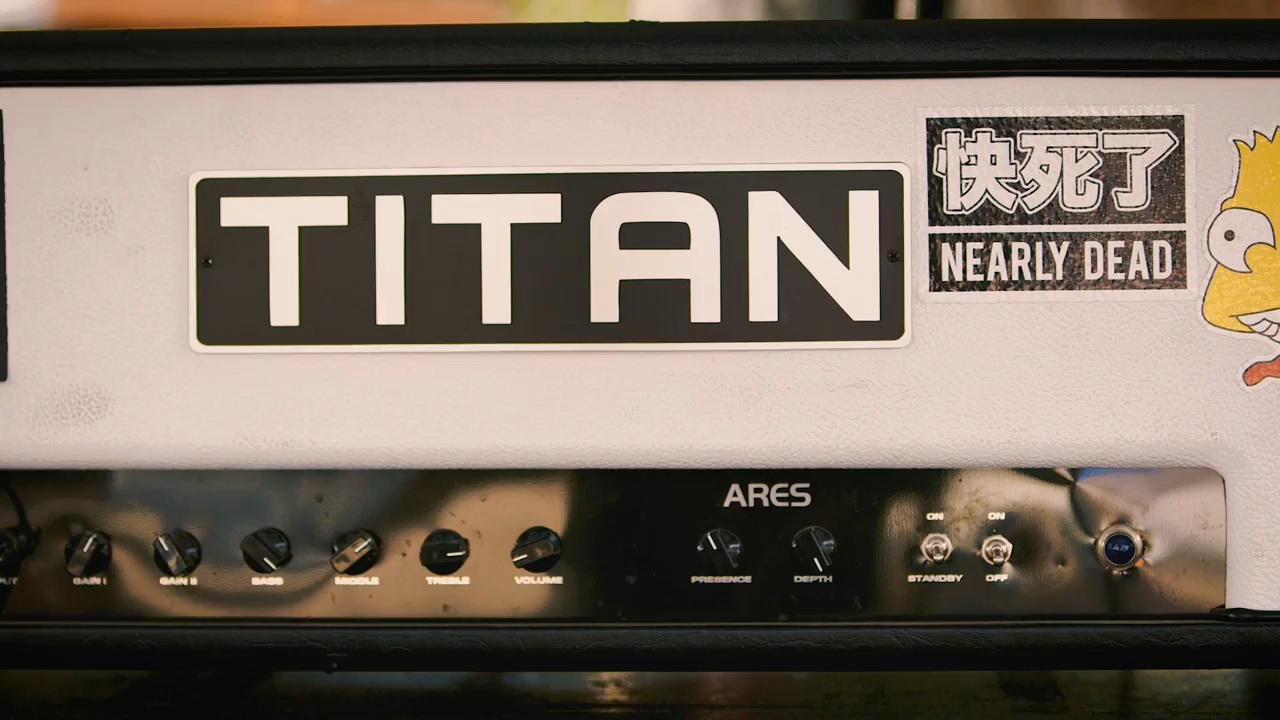 TITAN
快死了
NEARLY DEAD
ARES
GAIN I
GAIN II
BASS
MIDDLE
TREBLE
VOLUME
PRESENCE
DEPTH
ON
STANDBY
ON
OFF